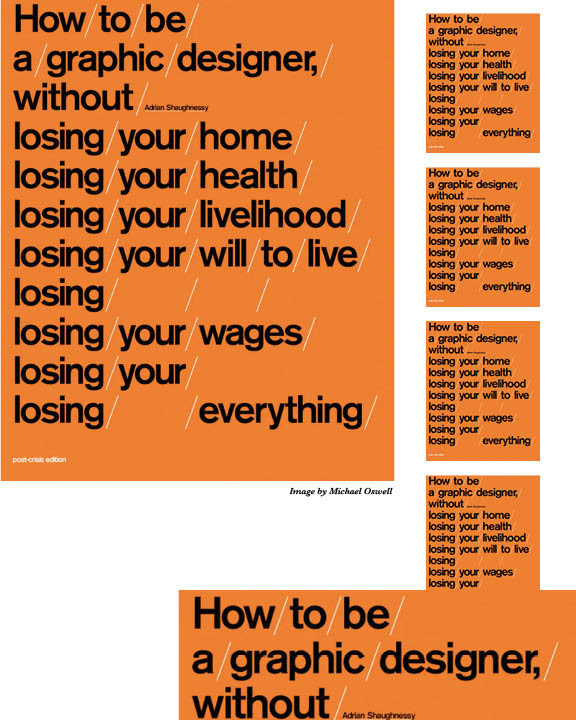 How/to/be/
a/graphic/designer,/
without/Adrian Shaughnessy
losing/your/home/
losing/your/health/
losing/your/livelihood/
losing/your/will/to/live/
losing/ / /
losing/your/wages/
losing/your/
losing/ /everything/
post-crisis edition
Image by Michael Oswell
How to be
a graphic designer,
without
losing your home
losing your health
losing your livelihood
losing your will to live
losing
losing your wages
losing your
losing everything
How to be
a graphic designer,
without
losing your home
losing your health
losing your livelihood
losing your will to live
losing
losing your wages
losing your
losing everything
How to be
a graphic designer,
without
losing your home
losing your health
losing your livelihood
losing your will to live
losing
losing your wages
losing your
losing everything
How to be
a graphic designer,
without
losing your home
losing your health
losing your livelihood
losing your will to live
losing
losing your wages
losing your
How/to/be/
a/graphic/designer,/
without/Adrian Shaughnessy